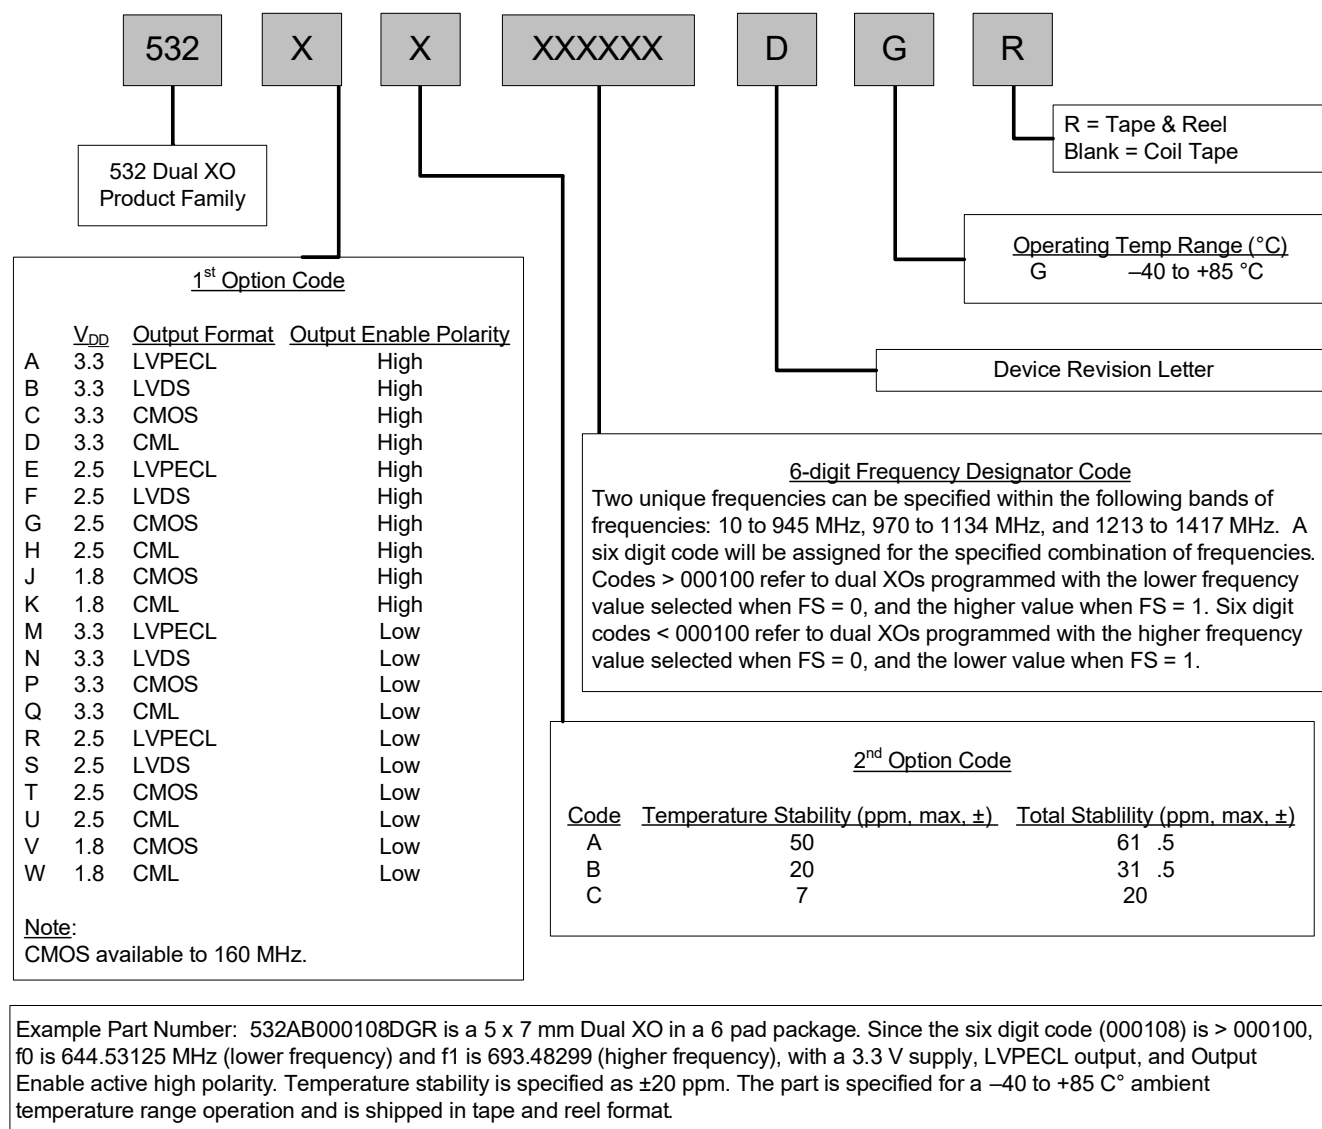 532 X X XXXXXX D G R
R = Tape & Reel
Blank = Coil Tape
532 Dual XO
Product Family
Operating Temp Range (°C)
G –40 to +85 °C
1st Option Code
VDD Output Format Output Enable Polarity
A 3.3 LVPECL High
B 3.3 LVDS High
C 3.3 CMOS High
D 3.3 CML High
E 2.5 LVPECL High
F 2.5 LVDS High
G 2.5 CMOS High
H 2.5 CML High
J 1.8 CMOS High
K 1.8 CML High
M 3.3 LVPECL Low
N 3.3 LVDS Low
P 3.3 CMOS Low
Q 3.3 CML Low
R 2.5 LVPECL Low
S 2.5 LVDS Low
T 2.5 CMOS Low
U 2.5 CML Low
V 1.8 CMOS Low
W 1.8 CML Low
Note:
CMOS available to 160 MHz.
Device Revision Letter
6-digit Frequency Designator Code
Two unique frequencies can be specified within the following bands of
frequencies: 10 to 945 MHz, 970 to 1134 MHz, and 1213 to 1417 MHz. A
six digit code will be assigned for the specified combination of frequencies.
Codes > 000100 refer to dual XOs programmed with the lower frequency
value selected when FS = 0, and the higher value when FS = 1. Six digit
codes < 000100 refer to dual XOs programmed with the higher frequency
value selected when FS = 0, and the lower value when FS = 1.
2nd Option Code
Code Temperature Stability (ppm, max, ±) Total Stablility (ppm, max, ±)
A 50 61 .5
B 20 31 .5
C 7 20
Example Part Number: 532AB000108DGR is a 5 x 7 mm Dual XO in a 6 pad package. Since the six digit code (000108) is > 000100,
f0 is 644.53125 MHz (lower frequency) and f1 is 693.48299 (higher frequency), with a 3.3 V supply, LVPECL output, and Output
Enable active high polarity. Temperature stability is specified as ±20 ppm. The part is specified for a –40 to +85 C° ambient
temperature range operation and is shipped in tape and reel format.